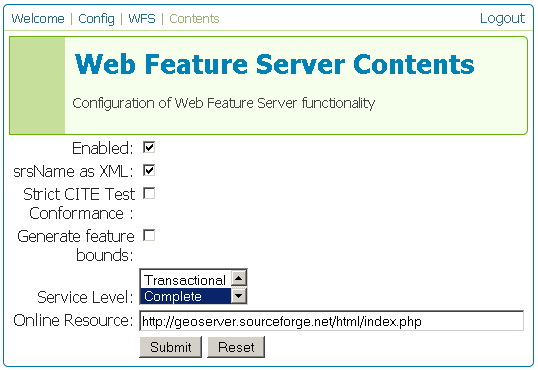 Welcome | Config | WFS | Contents
Logout
Web Feature Server Contents
Configuration of Web Feature Server functionality
Enabled:
srsName as XML:
Strict CITE Test
Conformance :
Generate feature
bounds:
Transactional
Service Level: Complete
Online Resource: http://geoserver.sourceforge.net/html/index.php
Submit Reset